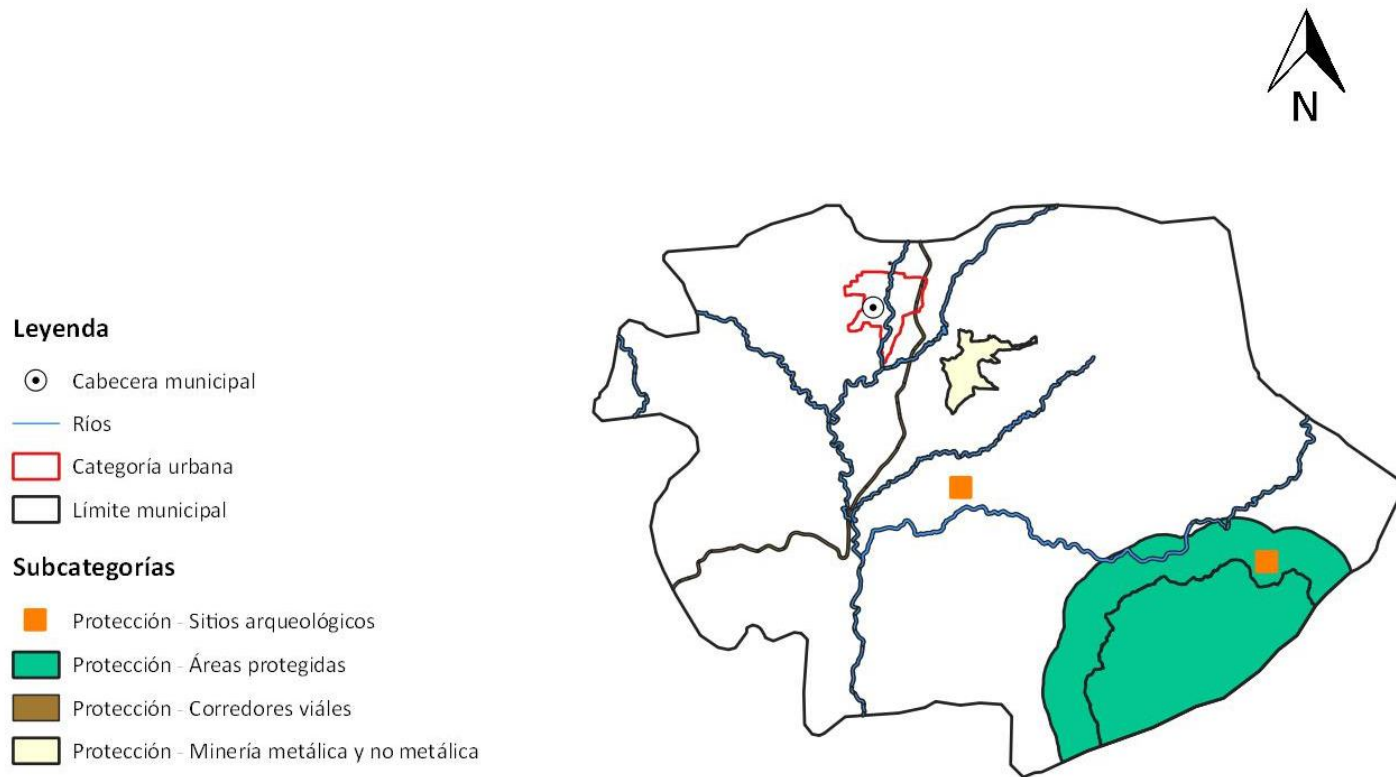 N
Leyenda
Cabecera municipal
Ríos
Categoría urbana
Límite municipal
Subcategorías
Protección - Sitios arqueológicos
Protección - Áreas protegidas
Protección - Corredores viáles
Protección - Minería metálica y no metálica